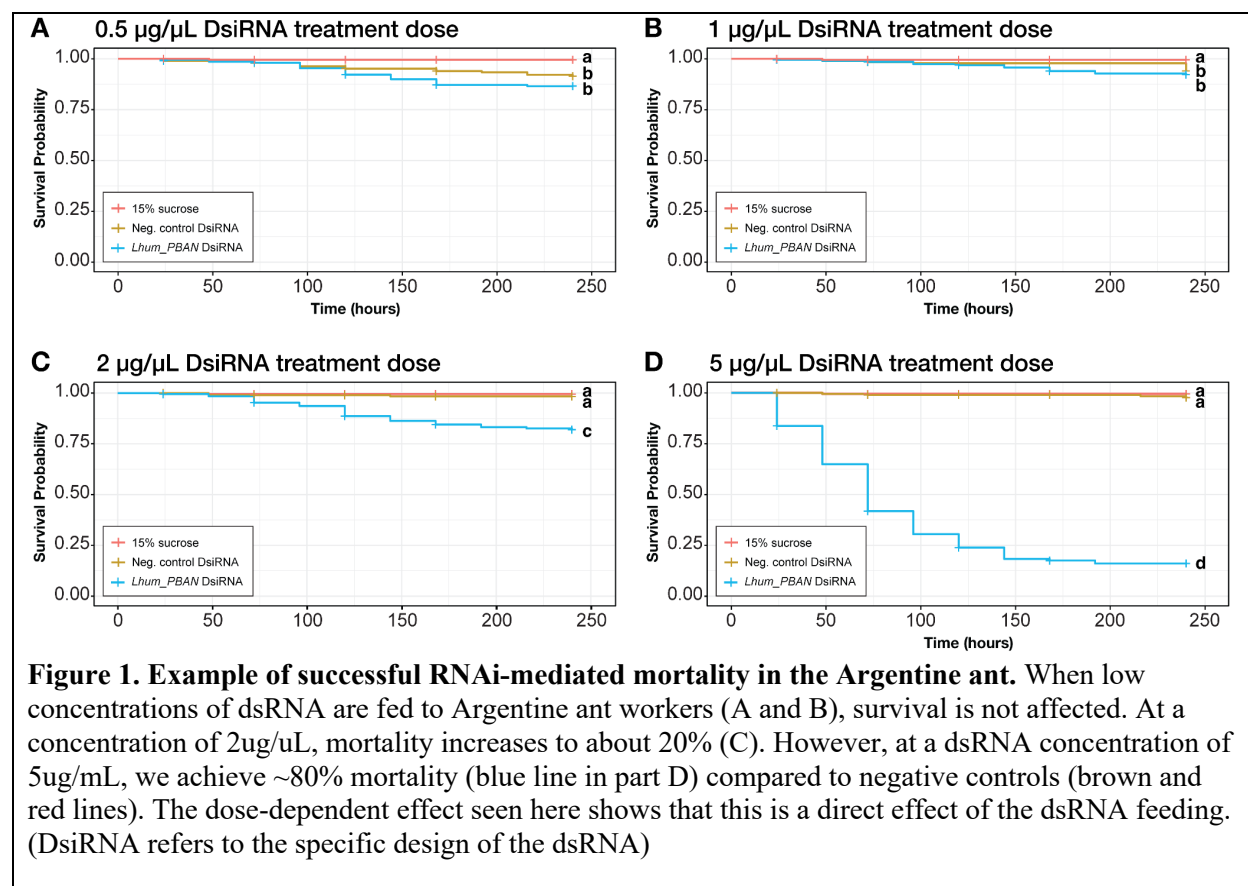 A 0.5 µg/µL DsiRNA treatment dose
1.00
0.75
0.50
0.25
0.00
Survival Probability
a
b
b
15% sucrose
Neg. control DsiRNA
Lhum_PBAN DsiRNA
0 50 100 150 200 250
Time (hours)
B 1 µg/µL DsiRNA treatment dose
1.00
0.75
0.50
0.25
0.00
Survival Probability
a
b
b
15% sucrose
Neg. control DsiRNA
Lhum_PBAN DsiRNA
0 50 100 150 200 250
C 2 µg/µL DsiRNA treatment dose
1.00
0.75
0.50
0.25
0.00
Survival Probability
a
a
c
15% sucrose
Neg. control DsiRNA
Lhum_PBAN DsiRNA
0 50 100 150 200 250
D 5 µg/µL DsiRNA treatment dose
1.00
0.75
0.50
0.25
0.00
Survival Probability
a
a
d
15% sucrose
Neg. control DsiRNA
Lhum_PBAN DsiRNA
0 50 100 150 200 250
Time (hours)
Figure 1. Example of successful RNAi-mediated mortality in the Argentine ant. When low
concentrations of dsRNA are fed to Argentine ant workers (A and B), survival is not affected. At a
concentration of 2ug/uL, mortality increases to about 20% (C). However, at a dsRNA concentration of
5ug/mL, we achieve ~80% mortality (blue line in part D) compared to negative controls (brown and
red lines). The dose-dependent effect seen here shows that this is a direct effect of the dsRNA feeding.
(DsiRNA refers to the specific design of the dsRNA)